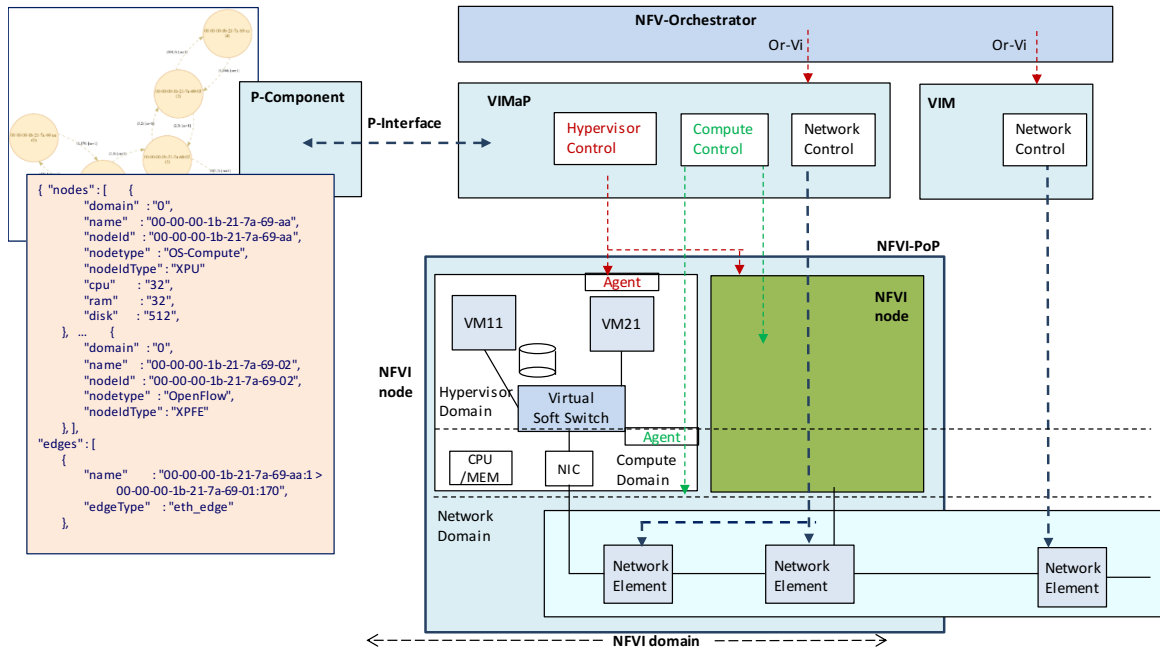 NFV-Orchestrator
Or-Vi
Or-Vi
P-Component
P-Interface
VIMaP
Hypervisor
Control
Compute
Control
Network
Control
VIM
Network
Control
{ "nodes" : [ {
"domain" : "0",
"name" : "00-00-00-1b-21-7a-69-aa",
"nodeId" : "00-00-00-1b-21-7a-69-aa",
"nodetype" : "OS-Compute",
"nodeIdType" : "XPU"
"cpu" : "32",
"ram" : "32",
"disk" : "512",
}, ... {
"domain" : "0",
"name" : "00-00-00-1b-21-7a-69-02",
"nodeId" : "00-00-00-1b-21-7a-69-02",
"nodetype" : "OpenFlow",
"nodeIdType" : "XPFE"
}, ],
"edges" : [
{
"name" : "00-00-00-1b-21-7a-69-aa:1 >
00-00-00-1b-21-7a-69-01:170",
"edgeType" : "eth_edge"
},
NFVI-PoP
Agent
VM11
VM21
NFVI
node
NFVI
node
Hypervisor
Domain
Virtual
Soft Switch
Agent
CPU
/MEM
NIC
Compute
Domain
Network
Domain
Network
Element
Network
Element
Network
Element
NFVI domain